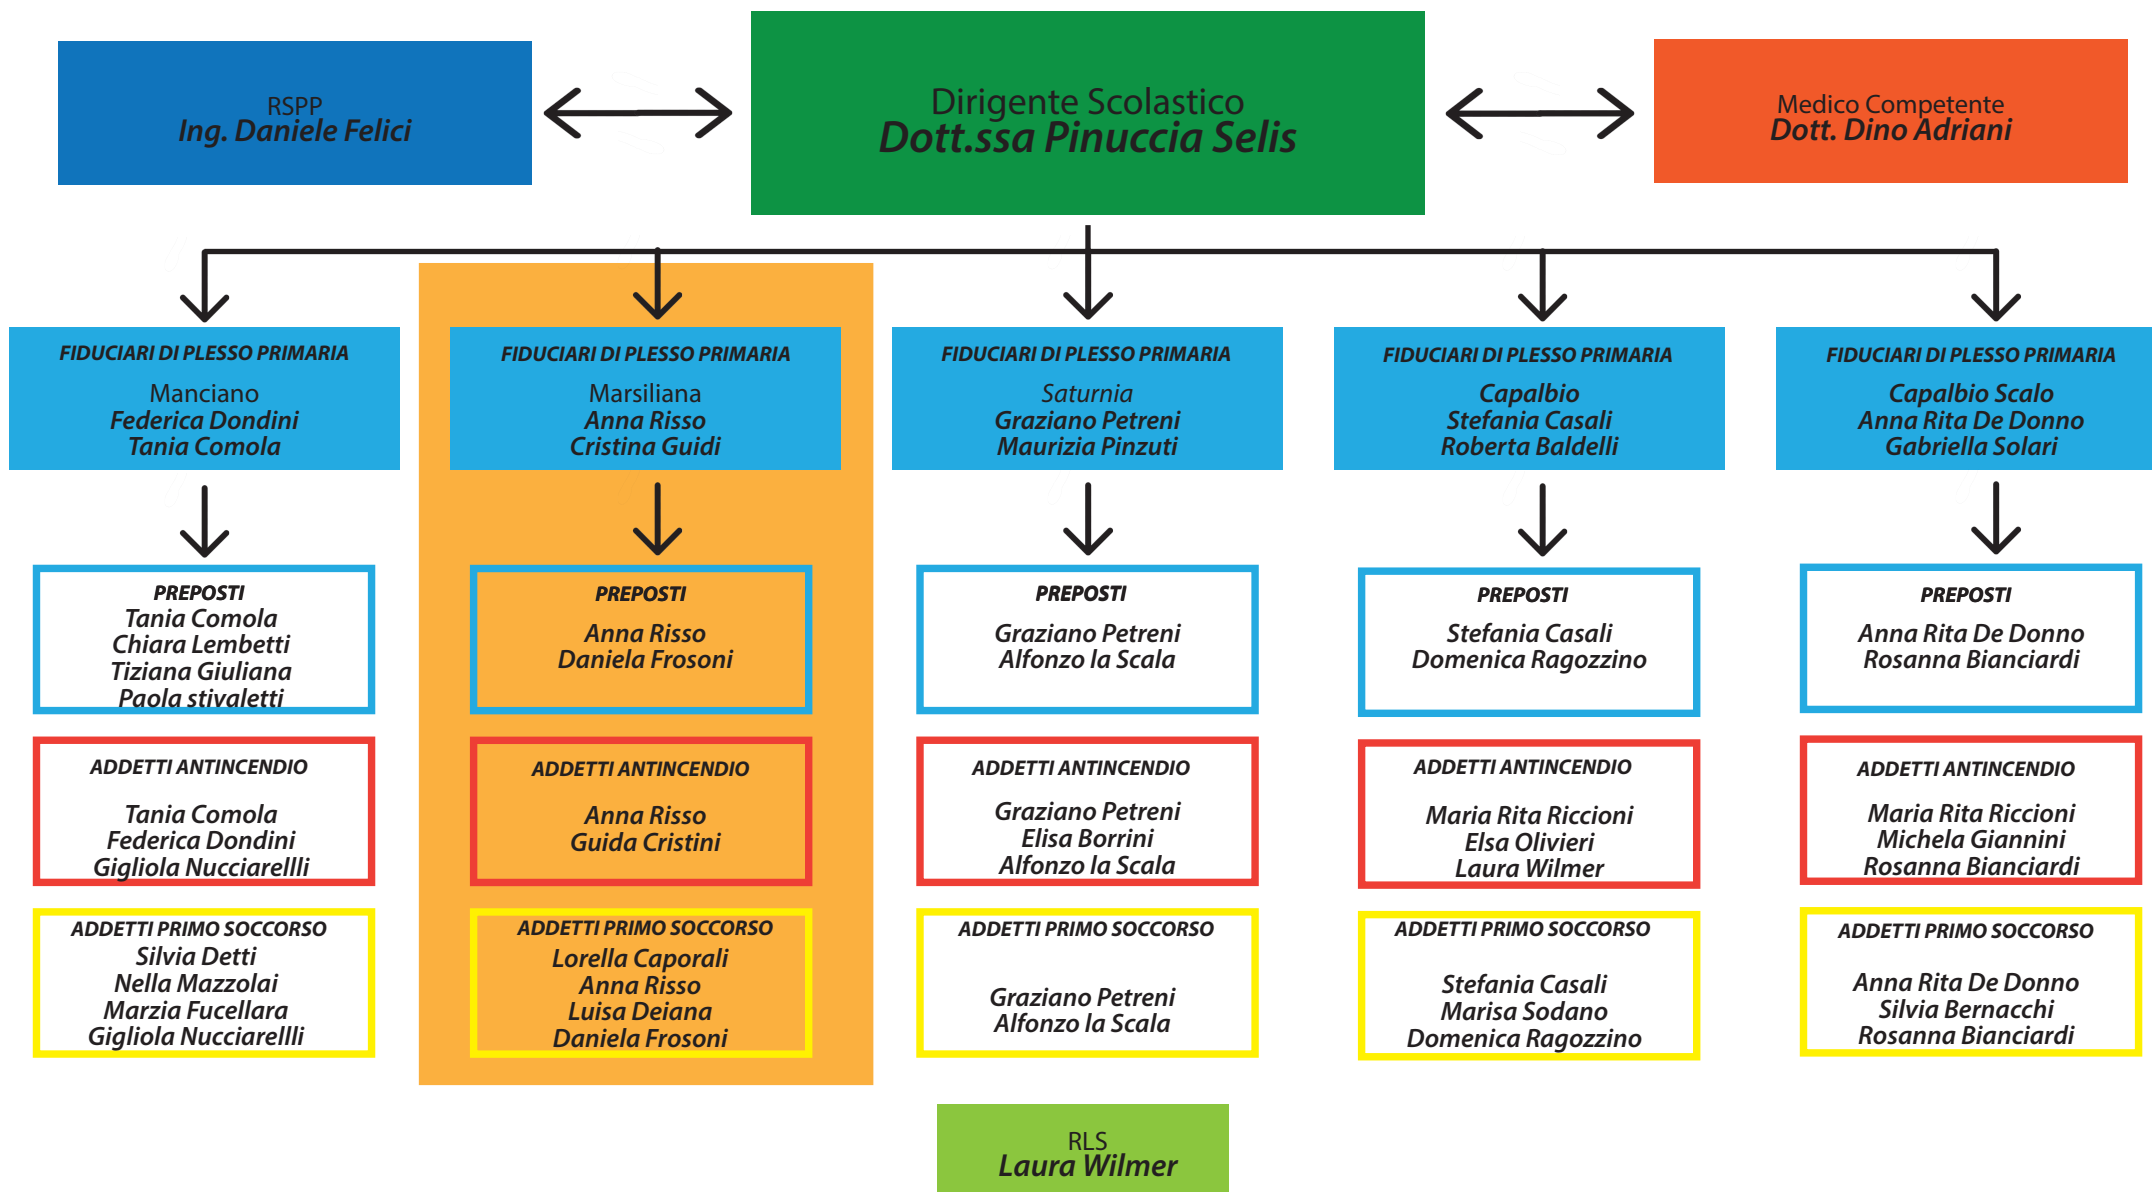 RSPP
Ing. Daniele Felici
Dirigente Scolastico
Dott.ssa Pinuccia Selis
Medico Competente
Dott. Dino Adriani
FIDUCIARI DI PLESSO PRIMARIA
Manciano
Federica Dondini
Tania Comola
FIDUCIARI DI PLESSO PRIMARIA
Marsiliana
Anna Risso
Cristina Guidi
FIDUCIARI DI PLESSO PRIMARIA
Saturnia
Graziano Petreni
Maurizia Pinzuti
FIDUCIARI DI PLESSO PRIMARIA
Capalbio
Stefania Casali
Roberta Baldelli
FIDUCIARI DI PLESSO PRIMARIA
Capalbio Scalo
Anna Rita De Donno
Gabriella Solari
PREPOSTI
Tania Comola
Chiara Lembetti
Tiziana Giuliana
Paola stivaletti
PREPOSTI
Anna Risso
Daniela Frosoni
PREPOSTI
Graziano Petreni
Alfonzo la Scala
PREPOSTI
Stefania Casali
Domenica Ragozzino
PREPOSTI
Anna Rita De Donno
Rosanna Bianciardi
ADDETTI ANTINCENDIO
Tania Comola
Federica Dondini
Gigliola Nucciarellli
ADDETTI ANTINCENDIO
Anna Risso
Guida Cristini
ADDETTI ANTINCENDIO
Graziano Petreni
Elisa Borrini
Alfonzo la Scala
ADDETTI ANTINCENDIO
Maria Rita Riccioni
Elsa Olivieri
Laura Wilmer
ADDETTI ANTINCENDIO
Maria Rita Riccioni
Michela Giannini
Rosanna Bianciardi
ADDETTI PRIMO SOCCORSO
Silvia Detti
Nella Mazzolai
Marzia Fucellara
Gigliola Nucciarellli
ADDETTI PRIMO SOCCORSO
Lorella Caporali
Anna Risso
Luisa Deiana
Daniela Frosoni
ADDETTI PRIMO SOCCORSO
Graziano Petreni
Alfonzo la Scala
ADDETTI PRIMO SOCCORSO
Stefania Casali
Marisa Sodano
Domenica Ragozzino
ADDETTI PRIMO SOCCORSO
Anna Rita De Donno
Silvia Bernacchi
Rosanna Bianciardi
RLS
Laura Wilmer